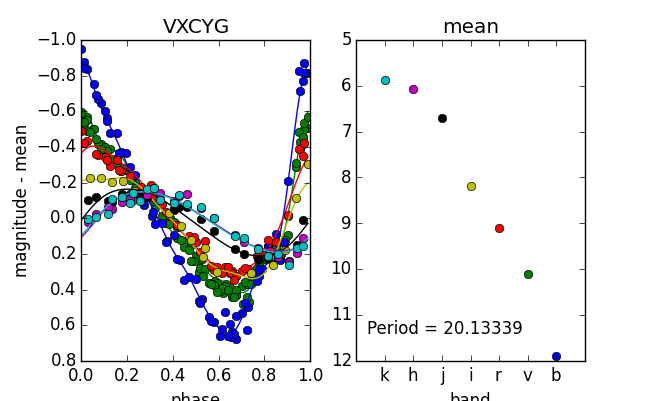 VXCYG
mean
magnitude - mean
−1.0
−0.8
−0.6
−0.4
−0.2
0.0
0.2
0.4
0.6
0.8
0.0 0.2 0.4 0.6 0.8 1.0
phase
5
6
7
8
9
10
11
12
Period = 20.13339
k h j i r v b
band